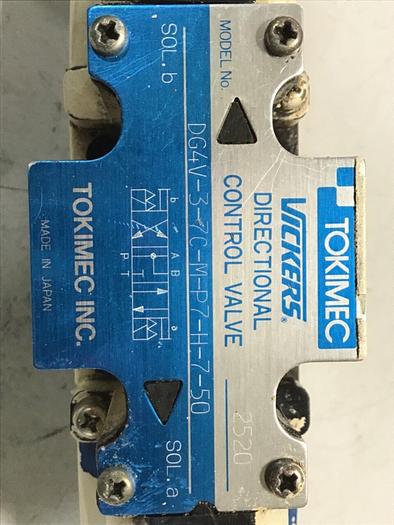 TOKIMEC
VICKERS®
DIRECTIONAL
CONTROL VALVE
MODEL No.
2520
DG4V-3-7C-M-P7-H-7-50
SOL.b
SOL.a
b A B a
P T
TOKIMEC INC.
MADE IN JAPAN